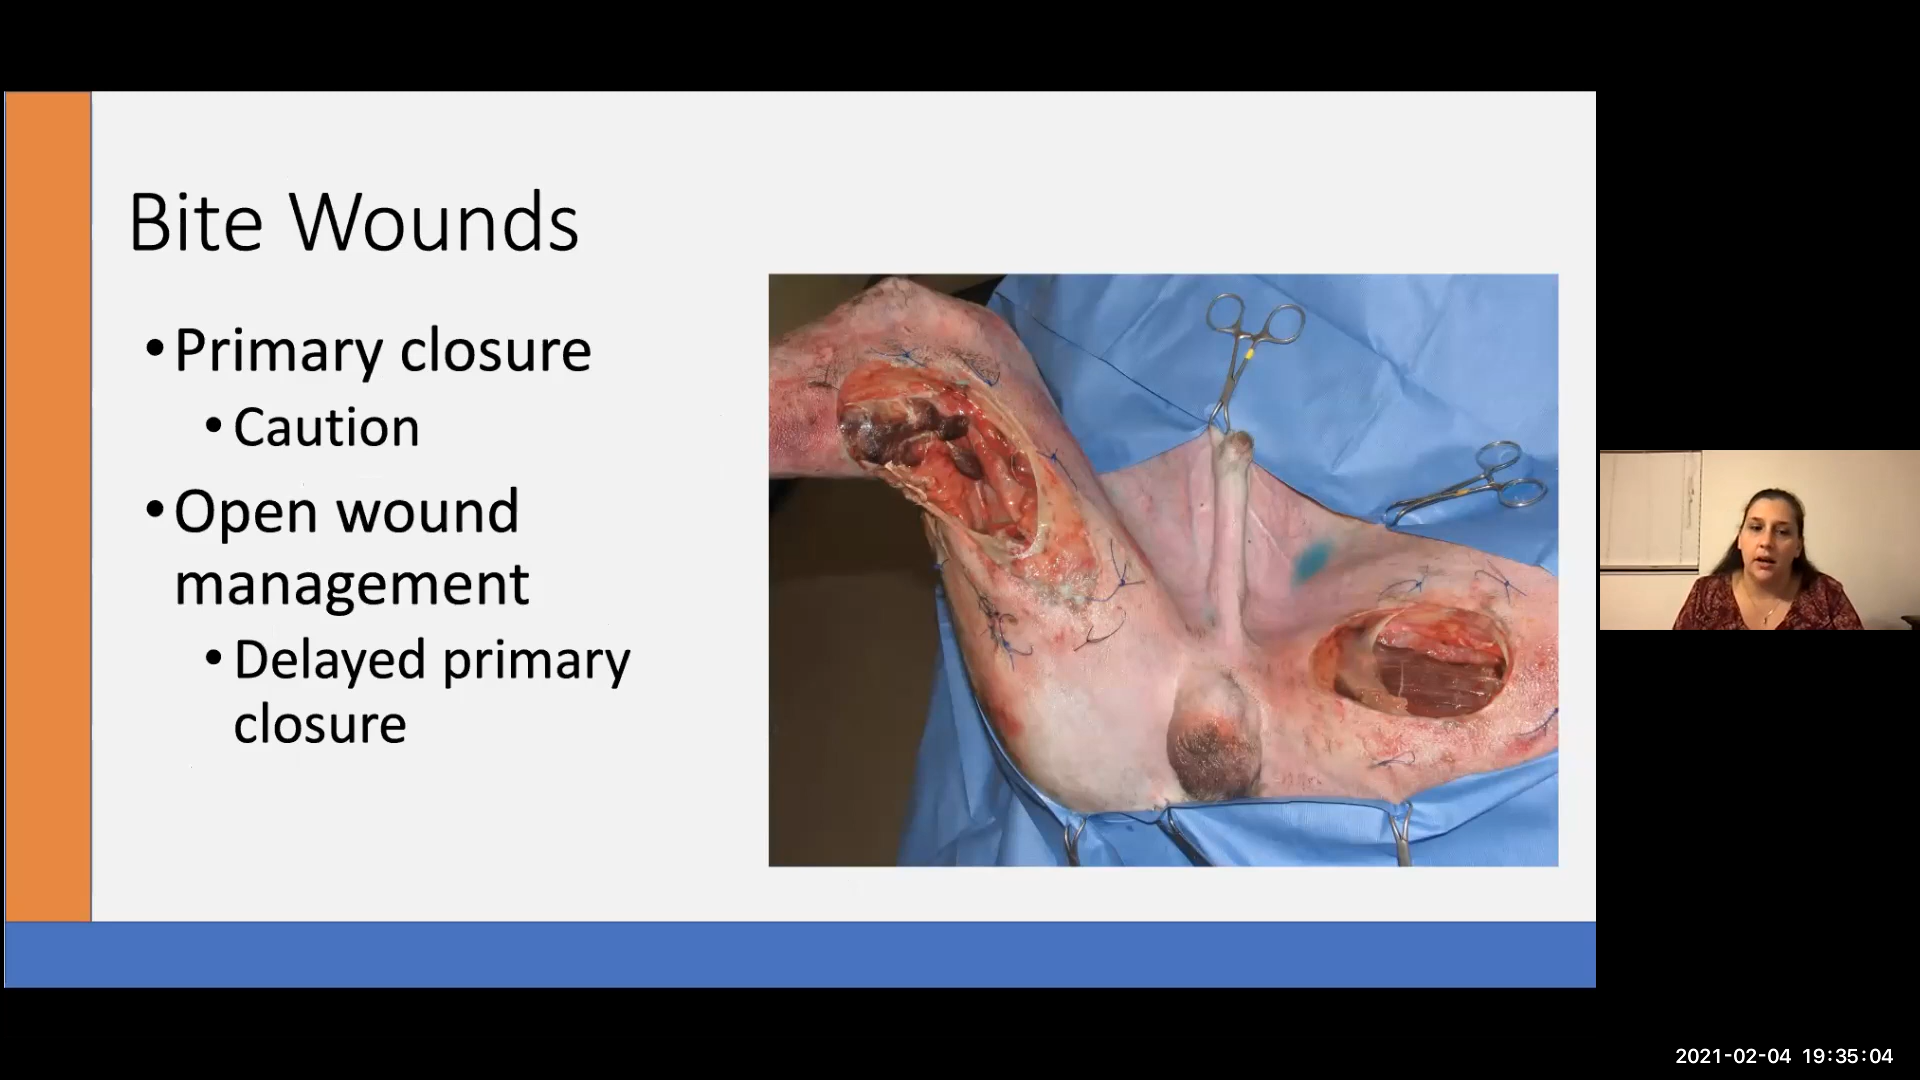 Bite Wounds
•Primary closure
•Caution
•Open wound
management
•Delayed primary
closure
2021-02-04 19:35:04